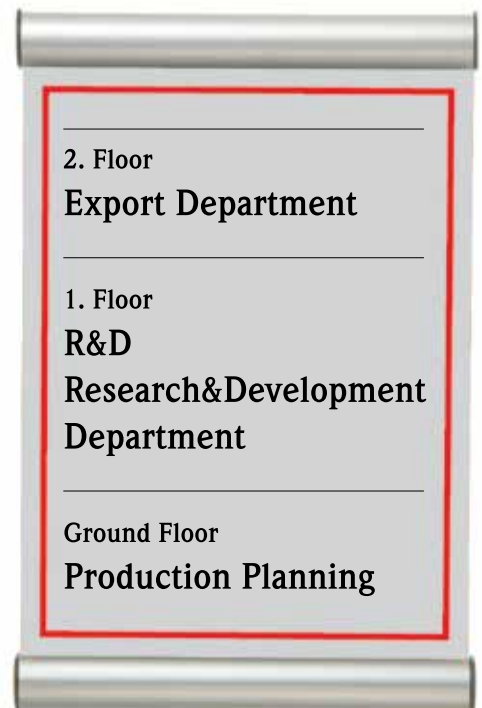 2. Floor
Export Department
1. Floor
R&D
Research&Development
Department
Ground Floor
Production Planning